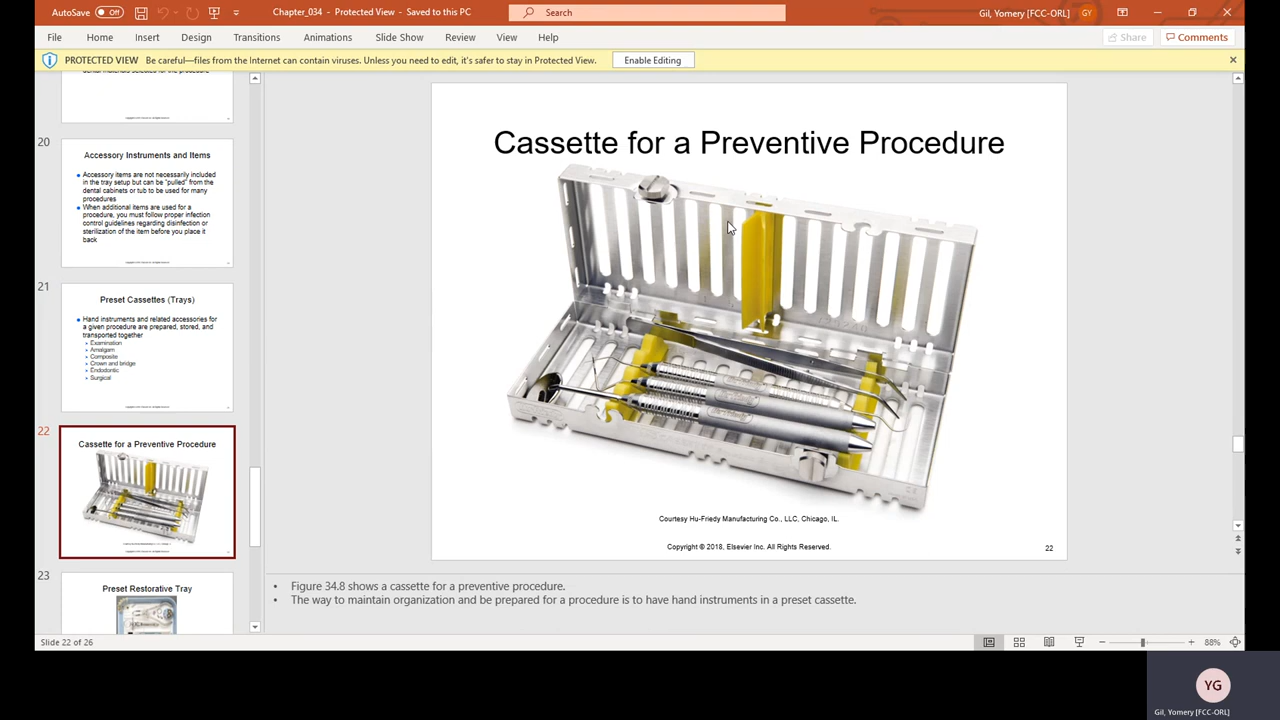 AutoSave Off Chapter_034 - Protected View - Saved to this PC Search Gil, Yomery [FCC-ORL] GY
File Home Insert Design Transitions Animations Slide Show Review View Help Share Comments
PROTECTED VIEW Be careful—files from the Internet can contain viruses. Unless you need to edit, it's safer to stay in Protected View. Enable Editing
20
Accessory Instruments and Items
Accessory items are not necessarily included
in the tray setup but can be "pulled" from the
dental cabinets or tub to be used for many
procedures
When additional items are used for a
procedure, you must follow proper infection
control guidelines regarding disinfection or
sterilization of the item before you place it
back
21
Preset Cassettes (Trays)
Hand instruments and related accessories for
a given procedure are prepared, stored, and
transported together
Examination
Amalgam
Composite
Crown and bridge
Endodontic
Surgical
22
Cassette for a Preventive Procedure
23
Preset Restorative Tray
Cassette for a Preventive Procedure
Courtesy Hu-Friedy Manufacturing Co., LLC, Chicago, IL.
Copyright © 2018, Elsevier Inc. All Rights Reserved.
22
• Figure 34.8 shows a cassette for a preventive procedure.
• The way to maintain organization and be prepared for a procedure is to have hand instruments in a preset cassette.
Slide 22 of 26 88%
YG
Gil, Yomery [FCC-ORL]